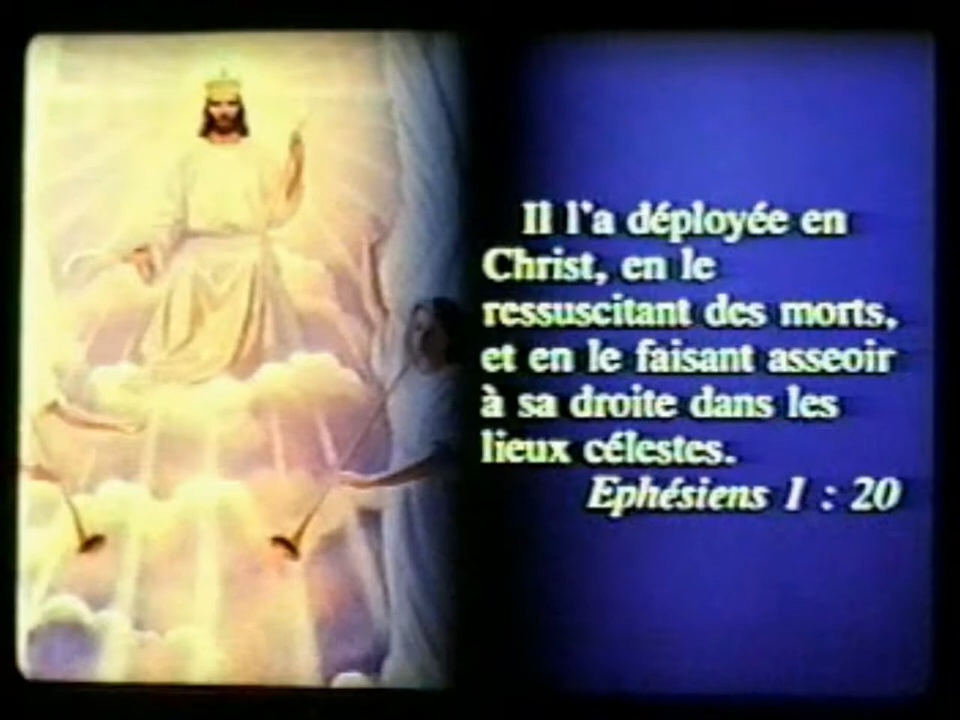 Il l'a déployée en
Christ, en le
ressuscitant des morts,
et en le faisant asseoir
à sa droite dans les
lieux célestes.
Ephésiens 1 : 20